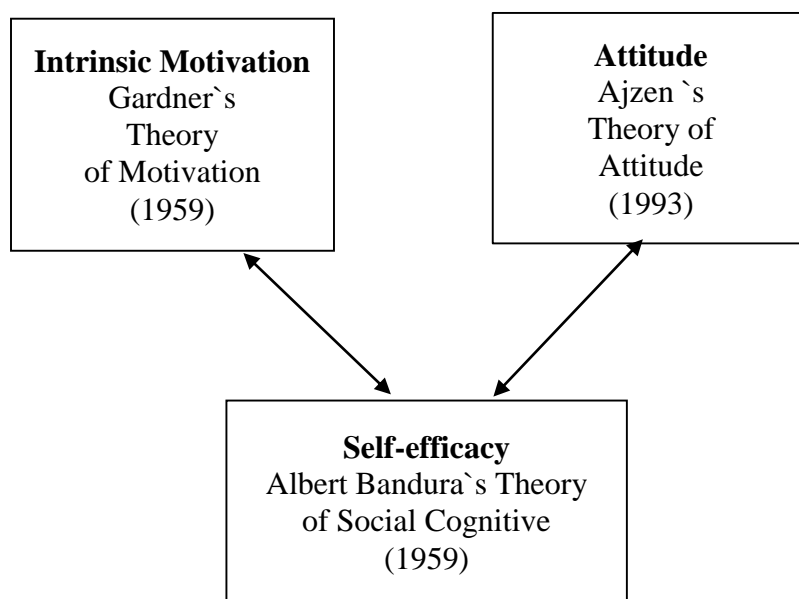 Intrinsic Motivation
Gardner`s
Theory
of Motivation
(1959)
Attitude
Ajzen `s
Theory of
Attitude
(1993)
Self-efficacy
Albert Bandura`s Theory
of Social Cognitive
(1959)